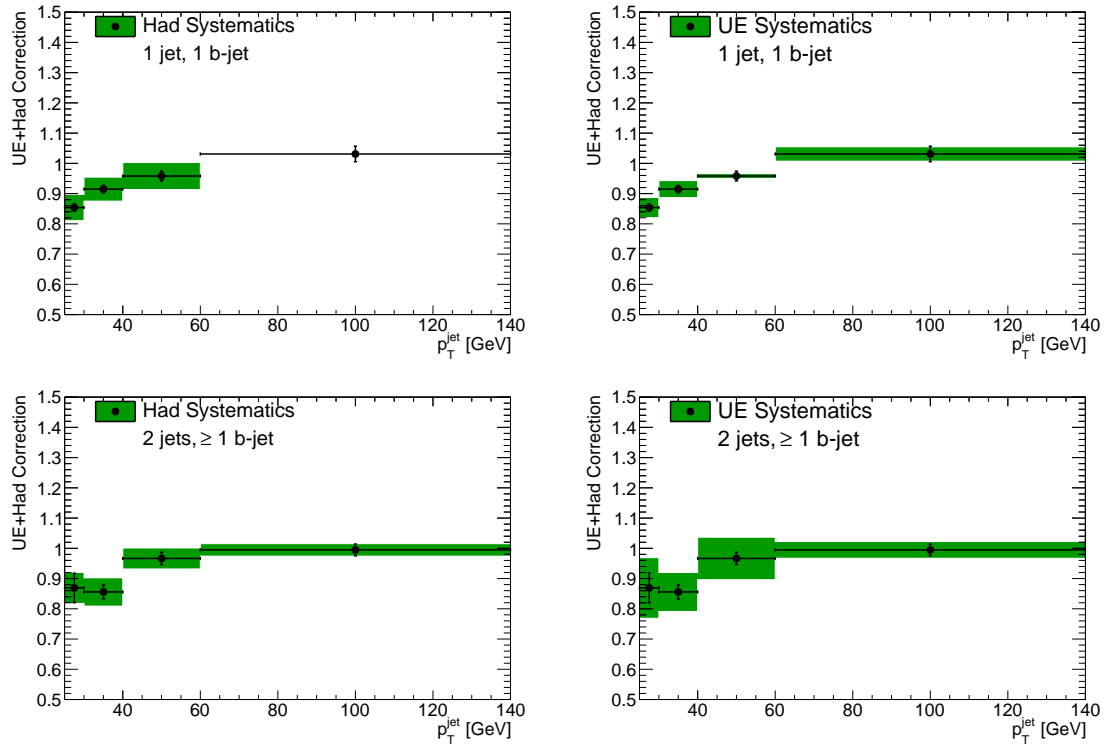 UE+Had Correction
1.5
1.4
1.3
1.2
1.1
1
0.9
0.8
0.7
0.6
0.5
Had Systematics
1 jet, 1 b-jet
40 60 80 100 120 140
p_T^jet [GeV]
UE+Had Correction
1.5
1.4
1.3
1.2
1.1
1
0.9
0.8
0.7
0.6
0.5
UE Systematics
1 jet, 1 b-jet
40 60 80 100 120 140
p_T^jet [GeV]
UE+Had Correction
1.5
1.4
1.3
1.2
1.1
1
0.9
0.8
0.7
0.6
0.5
Had Systematics
2 jets, ≥ 1 b-jet
40 60 80 100 120 140
p_T^jet [GeV]
UE+Had Correction
1.5
1.4
1.3
1.2
1.1
1
0.9
0.8
0.7
0.6
0.5
UE Systematics
2 jets, ≥ 1 b-jet
40 60 80 100 120 140
p_T^jet [GeV]